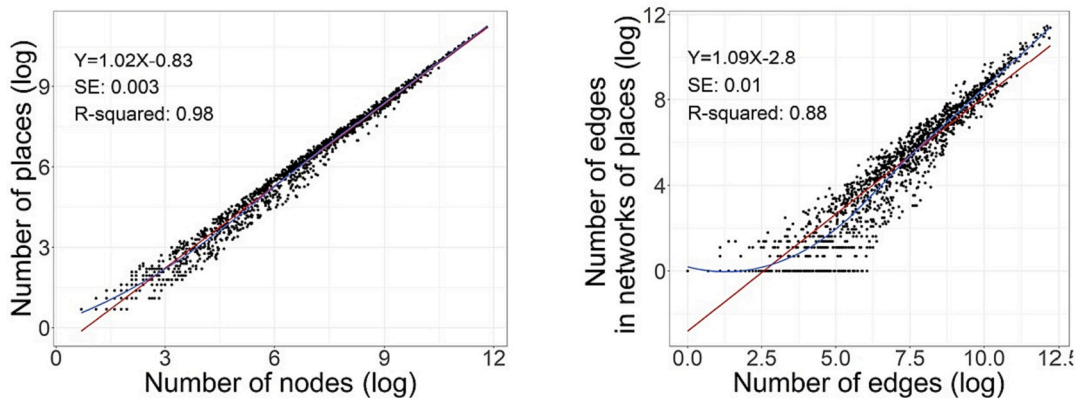 Number of places (log)
Y=1.02X-0.83
SE: 0.003
R-squared: 0.98
9
6
3
0
0 3 6 9 12
Number of nodes (log)
Number of edges
in networks of places (log)
Y=1.09X-2.8
SE: 0.01
R-squared: 0.88
12
8
4
0
0.0 2.5 5.0 7.5 10.0 12.5
Number of edges (log)